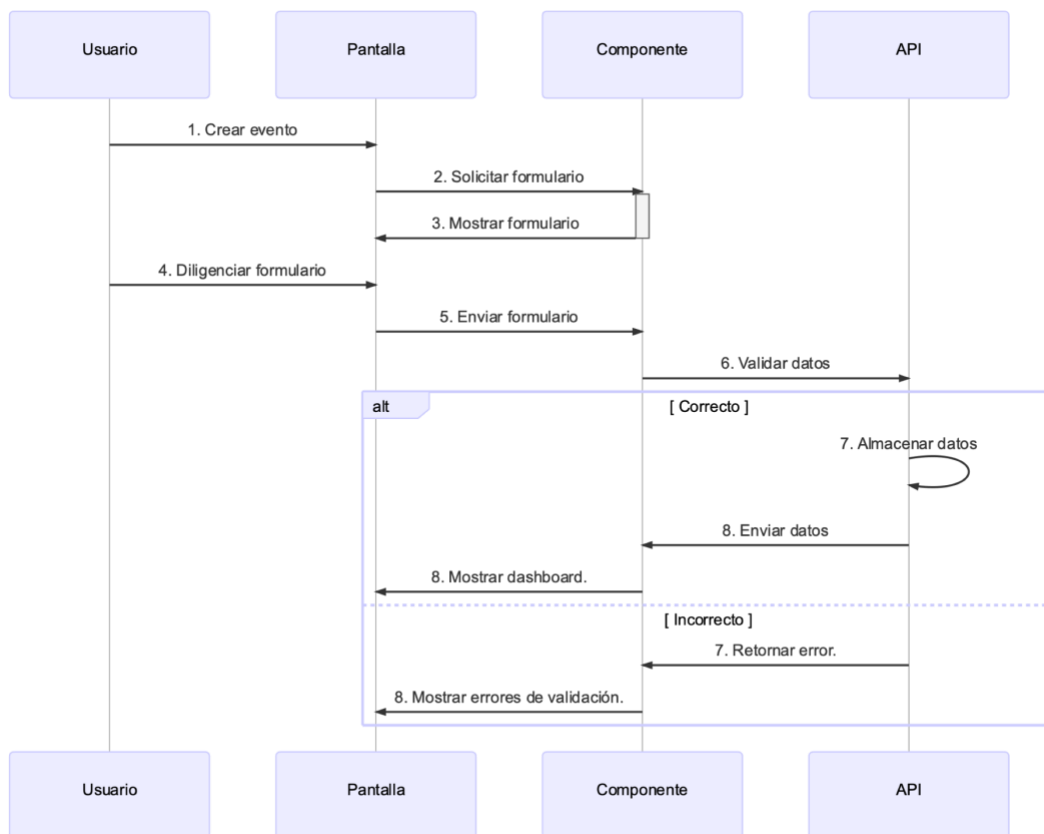 Usuario
Pantalla
Componente
API
1. Crear evento
2. Solicitar formulario
3. Mostrar formulario
4. Diligenciar formulario
5. Enviar formulario
6. Validar datos
alt
[ Correcto ]
7. Almacenar datos
8. Enviar datos
8. Mostrar dashboard.
[ Incorrecto ]
7. Retornar error.
8. Mostrar errores de validación.
Usuario
Pantalla
Componente
API